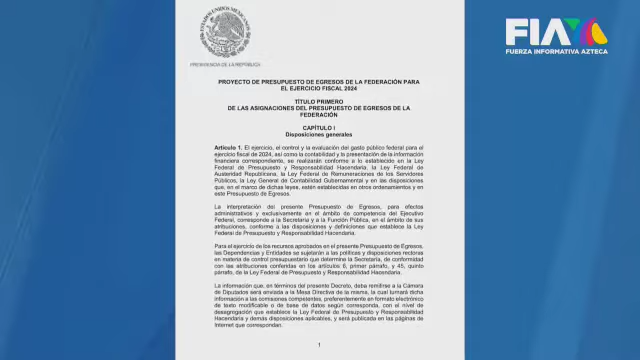 ESTADOS UNIDOS MEXICANOS
PRESIDENCIA DE LA REPÚBLICA
FIA
FUERZA INFORMATIVA AZTECA
PROYECTO DE PRESUPUESTO DE EGRESOS DE LA FEDERACIÓN PARA
EL EJERCICIO FISCAL 2024
TÍTULO PRIMERO
DE LAS ASIGNACIONES DEL PRESUPUESTO DE EGRESOS DE LA
FEDERACIÓN
CAPÍTULO I
Disposiciones generales
Artículo 1. El ejercicio, el control y la evaluación del gasto público federal para el
ejercicio fiscal de 2024, así como la contabilidad y la presentación de la información
financiera correspondiente, se realizarán conforme a lo establecido en la Ley
Federal de Presupuesto y Responsabilidad Hacendaria, la Ley Federal de
Austeridad Republicana, la Ley Federal de Remuneraciones de los Servidores
Públicos, la Ley General de Contabilidad Gubernamental y en las disposiciones
que, en el marco de dichas leyes, estén establecidas en otros ordenamientos y en
este Presupuesto de Egresos.
La interpretación del presente Presupuesto de Egresos, para efectos
administrativos y exclusivamente en el ámbito de competencia del Ejecutivo
Federal, corresponde a la Secretaría y a la Función Pública, en el ámbito de sus
atribuciones, conforme a las disposiciones y definiciones que establece la Ley
Federal de Presupuesto y Responsabilidad Hacendaria.
Para el ejercicio de los recursos aprobados en el presente Presupuesto de Egresos,
las Dependencias y Entidades se sujetarán a las políticas y disposiciones rectoras
en materia de control presupuestario que determina la Secretaría, de conformidad
con las atribuciones conferidas en los artículos 6, primer párrafo, y 45, quinto
párrafo, de la Ley Federal de Presupuesto y Responsabilidad Hacendaria.
La información que, en términos del presente Decreto, deba remitirse a la Cámara
de Diputados será enviada a la Mesa Directiva de la misma, la cual turnará dicha
información a las comisiones competentes, preferentemente en formato electrónico
de texto modificable o de base de datos según corresponda, con el nivel de
desagregación que establece la Ley Federal de Presupuesto y Responsabilidad
Hacendaria y demás disposiciones aplicables, y será publicada en las páginas de
Internet que correspondan.
1